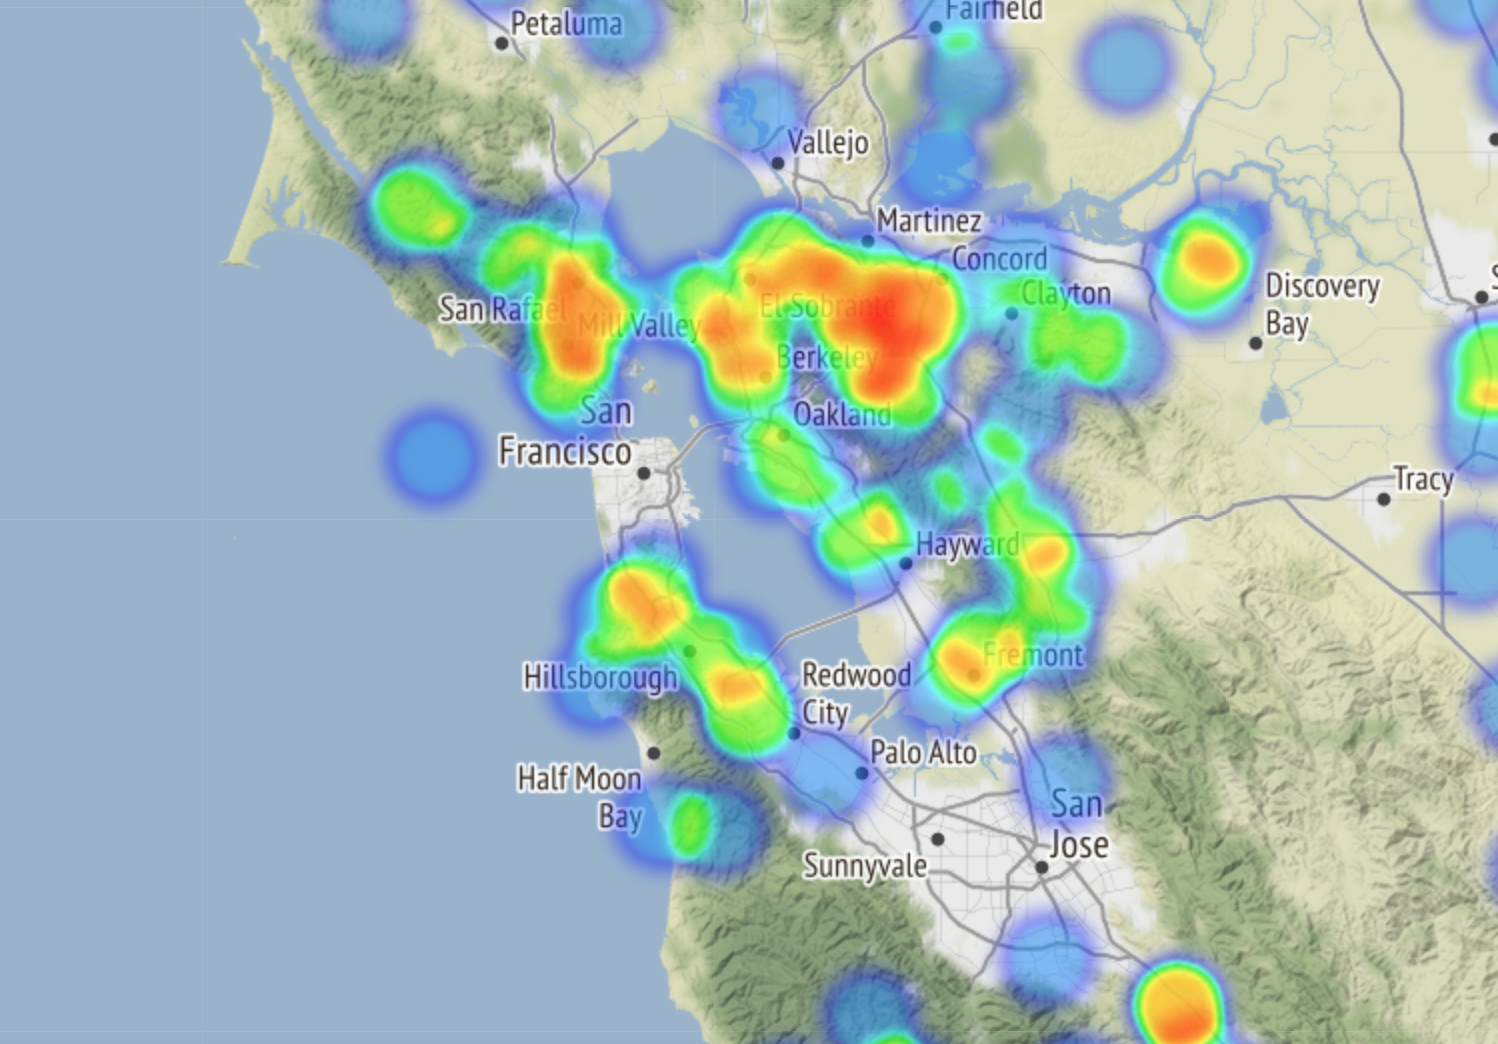 Fairfield
Petaluma
Vallejo
Martinez
Concord
Clayton
Discovery
Bay
San Rafael
Mill Valley
El Sobrante
Berkeley
Oakland
San
Francisco
Tracy
Hayward
Fremont
Hillsborough
Redwood
City
Palo Alto
Half Moon
Bay
San
Jose
Sunnyvale